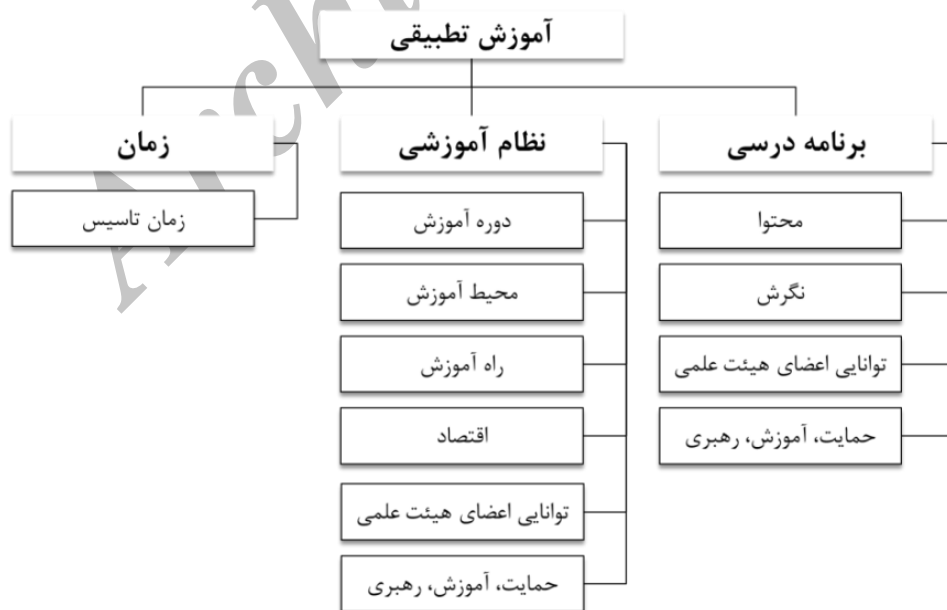 آموزش تطبیقی
برنامه درسی
محتوا
نگرش
توانایی اعضای هیئت علمی
حمایت، آموزش، رهبری
نظام آموزشی
دوره آموزش
محیط آموزش
راه آموزش
اقتصاد
توانایی اعضای هیئت علمی
حمایت، آموزش، رهبری
زمان
زمان تاسیس